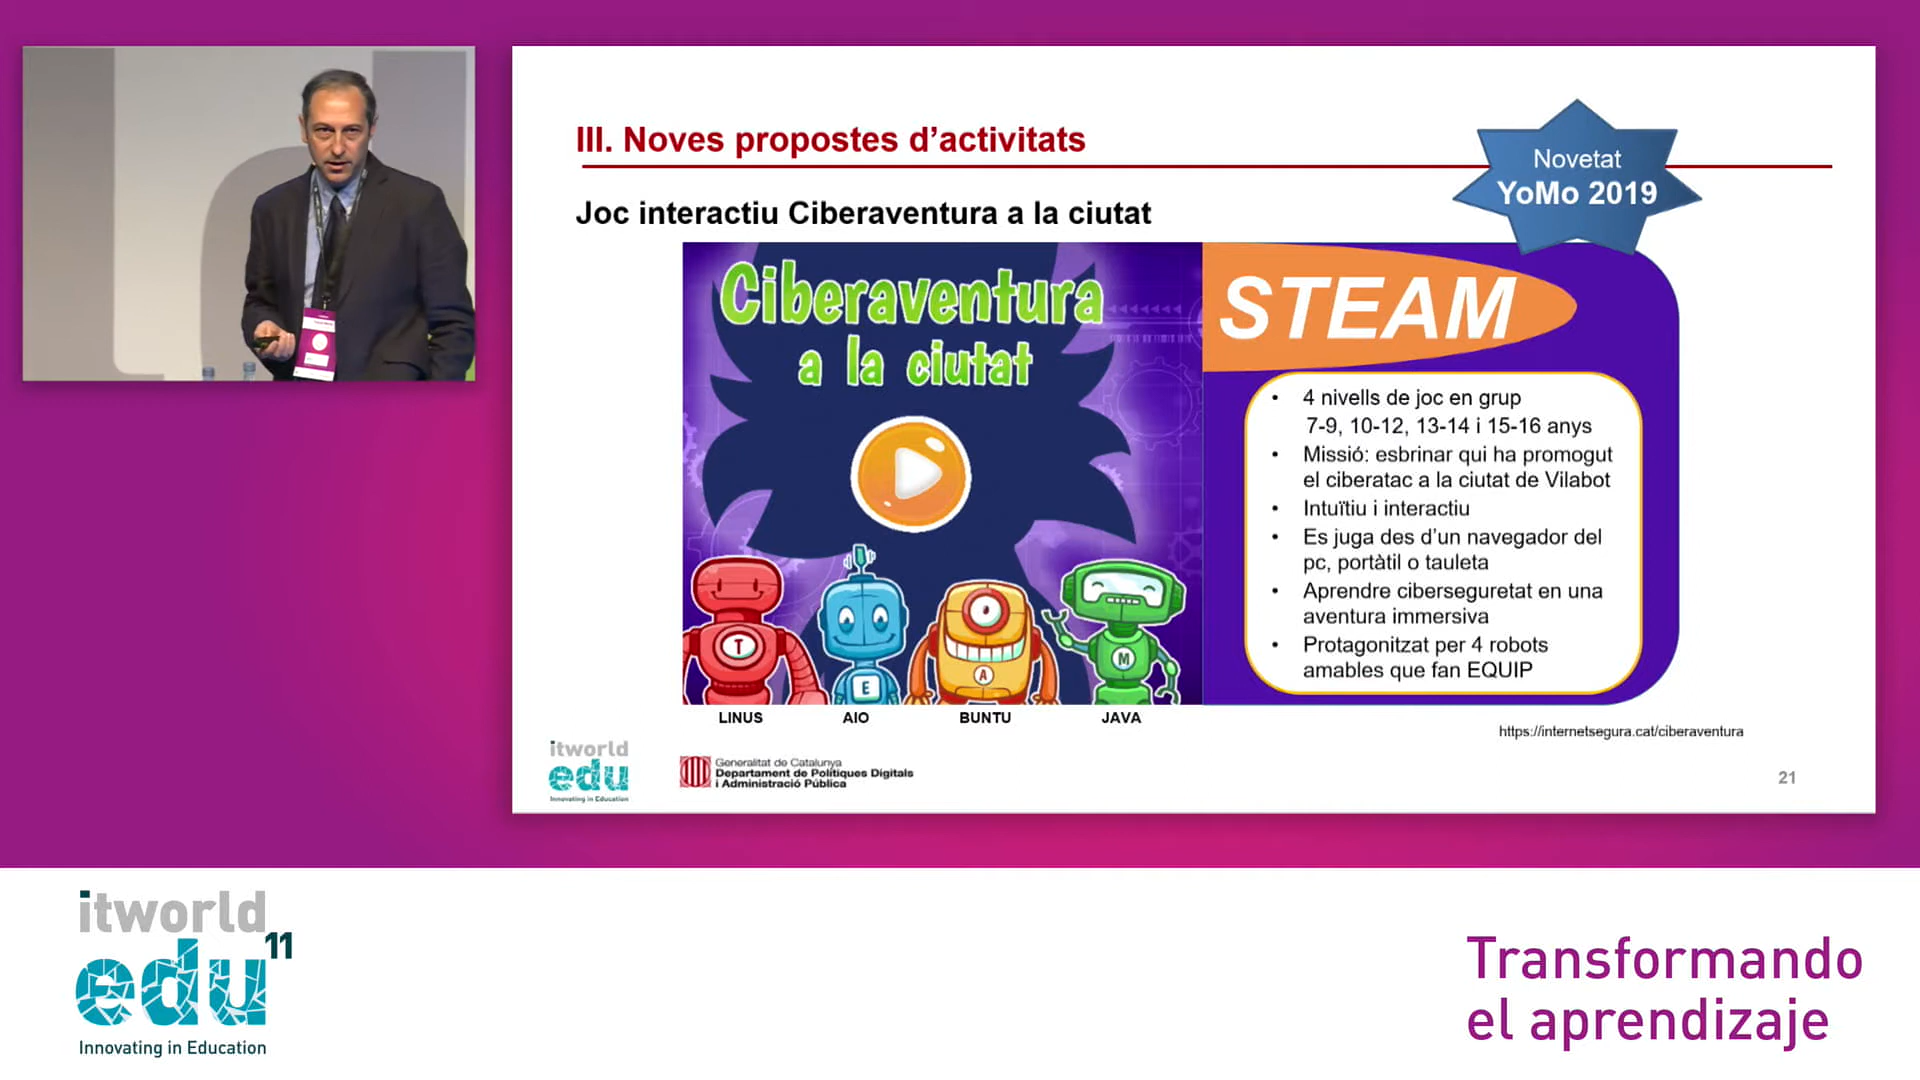 III. Noves propostes d’activitats
Novetat
YoMo 2019
Joc interactiu Ciberaventura a la ciutat
Ciberaventura
a la ciutat
STEAM
• 4 nivells de joc en grup
7-9, 10-12, 13-14 i 15-16 anys
• Missió: esbrinar qui ha promogut
el ciberatac a la ciutat de Vilabot
• Intuïtiu i interactiu
• Es juga des d’un navegador del
pc, portàtil o tauleta
• Aprendre ciberseguretat en una
aventura immersiva
• Protagonitzat per 4 robots
amables que fan EQUIP
T
E
A
M
LINUS AIO BUNTU JAVA
https://internetsegura.cat/ciberaventura
itworld
edu
Innovating in Education
Generalitat de Catalunya
Departament de Polítiques Digitals
i Administració Pública
21
itworld
edu 11
Innovating in Education
Transformando
el aprendizaje